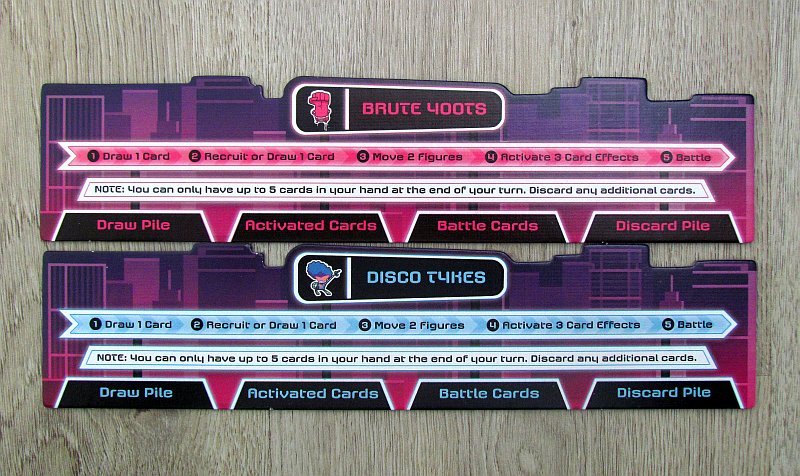 BRUTE YOOTS
1 Draw 1 Card 2 Recruit or Draw 1 Card 3 Move 2 Figures 4 Activate 3 Card Effects 5 Battle
NOTE: You can only have up to 5 cards in your hand at the end of your turn. Discard any additional cards.
Draw Pile Activated Cards Battle Cards Discard Pile
DISCO TYKES
1 Draw 1 Card 2 Recruit or Draw 1 Card 3 Move 2 Figures 4 Activate 3 Card Effects 5 Battle
NOTE: You can only have up to 5 cards in your hand at the end of your turn. Discard any additional cards.
Draw Pile Activated Cards Battle Cards Discard Pile